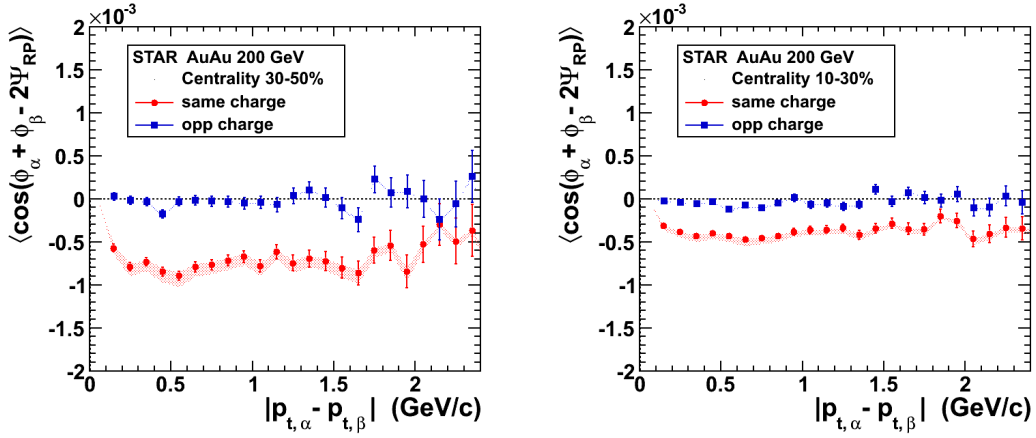 ×10⁻³
2
1.5
1
0.5
0
-0.5
-1
-1.5
-2
⟨cos(ϕα + ϕβ - 2ΨRP)⟩
STAR AuAu 200 GeV
Centrality 30-50%
same charge
opp charge
0 0.5 1 1.5 2
|pt,α - pt,β| (GeV/c)
×10⁻³
2
1.5
1
0.5
0
-0.5
-1
-1.5
-2
⟨cos(ϕα + ϕβ - 2ΨRP)⟩
STAR AuAu 200 GeV
Centrality 10-30%
same charge
opp charge
0 0.5 1 1.5 2
|pt,α - pt,β| (GeV/c)